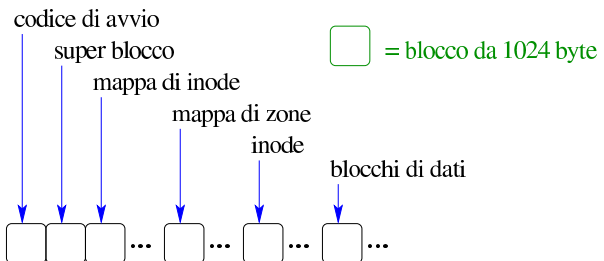 codice di avvio
super blocco
= blocco da 1024 byte
mappa di inode
mappa di zone
inode
blocchi di dati
... ... ... ...